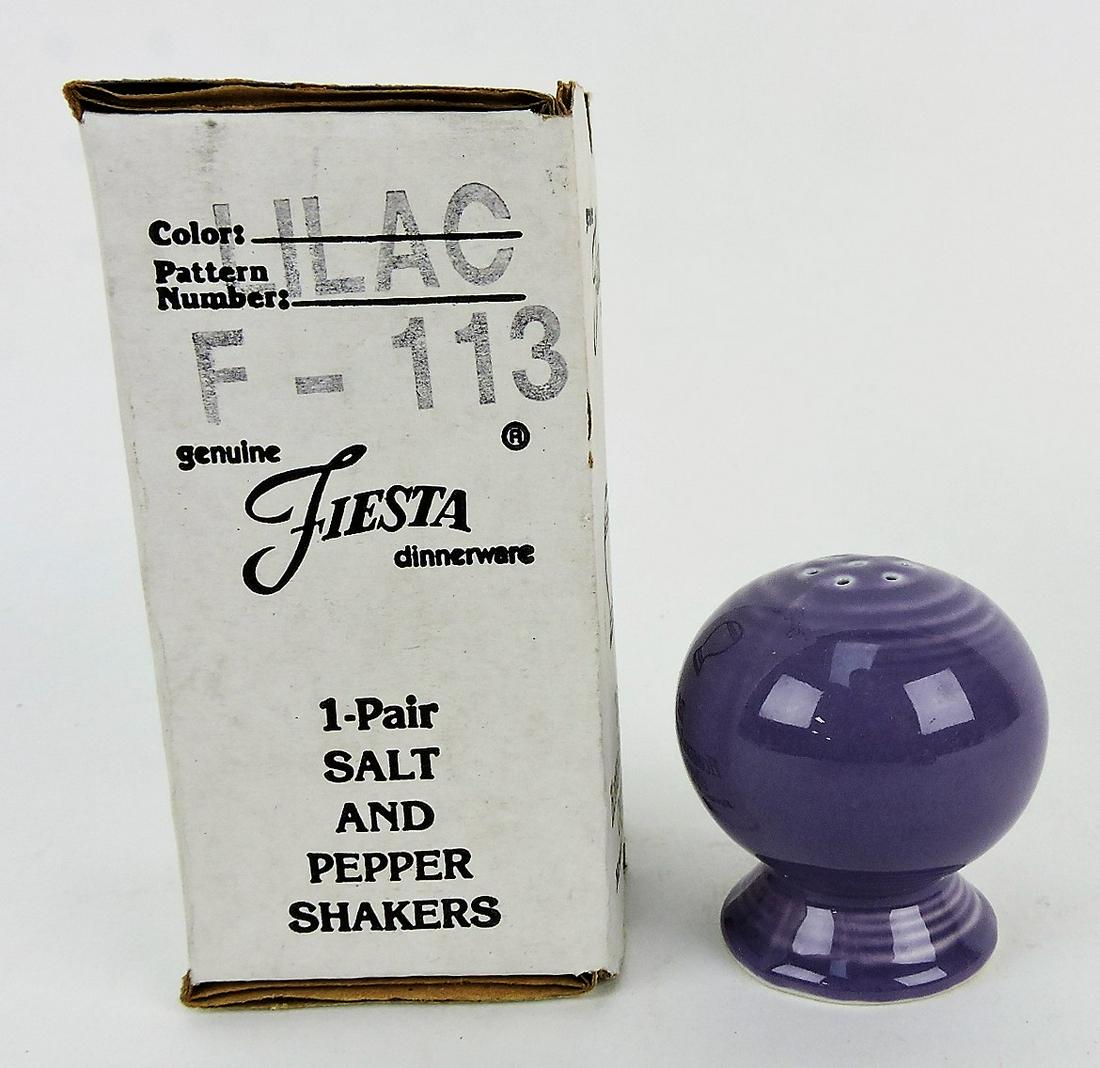 Color: LILAC
Pattern
Number:
F - 113
genuine ®
FIESTA
dinnerware
1-Pair
SALT
AND
PEPPER
SHAKERS